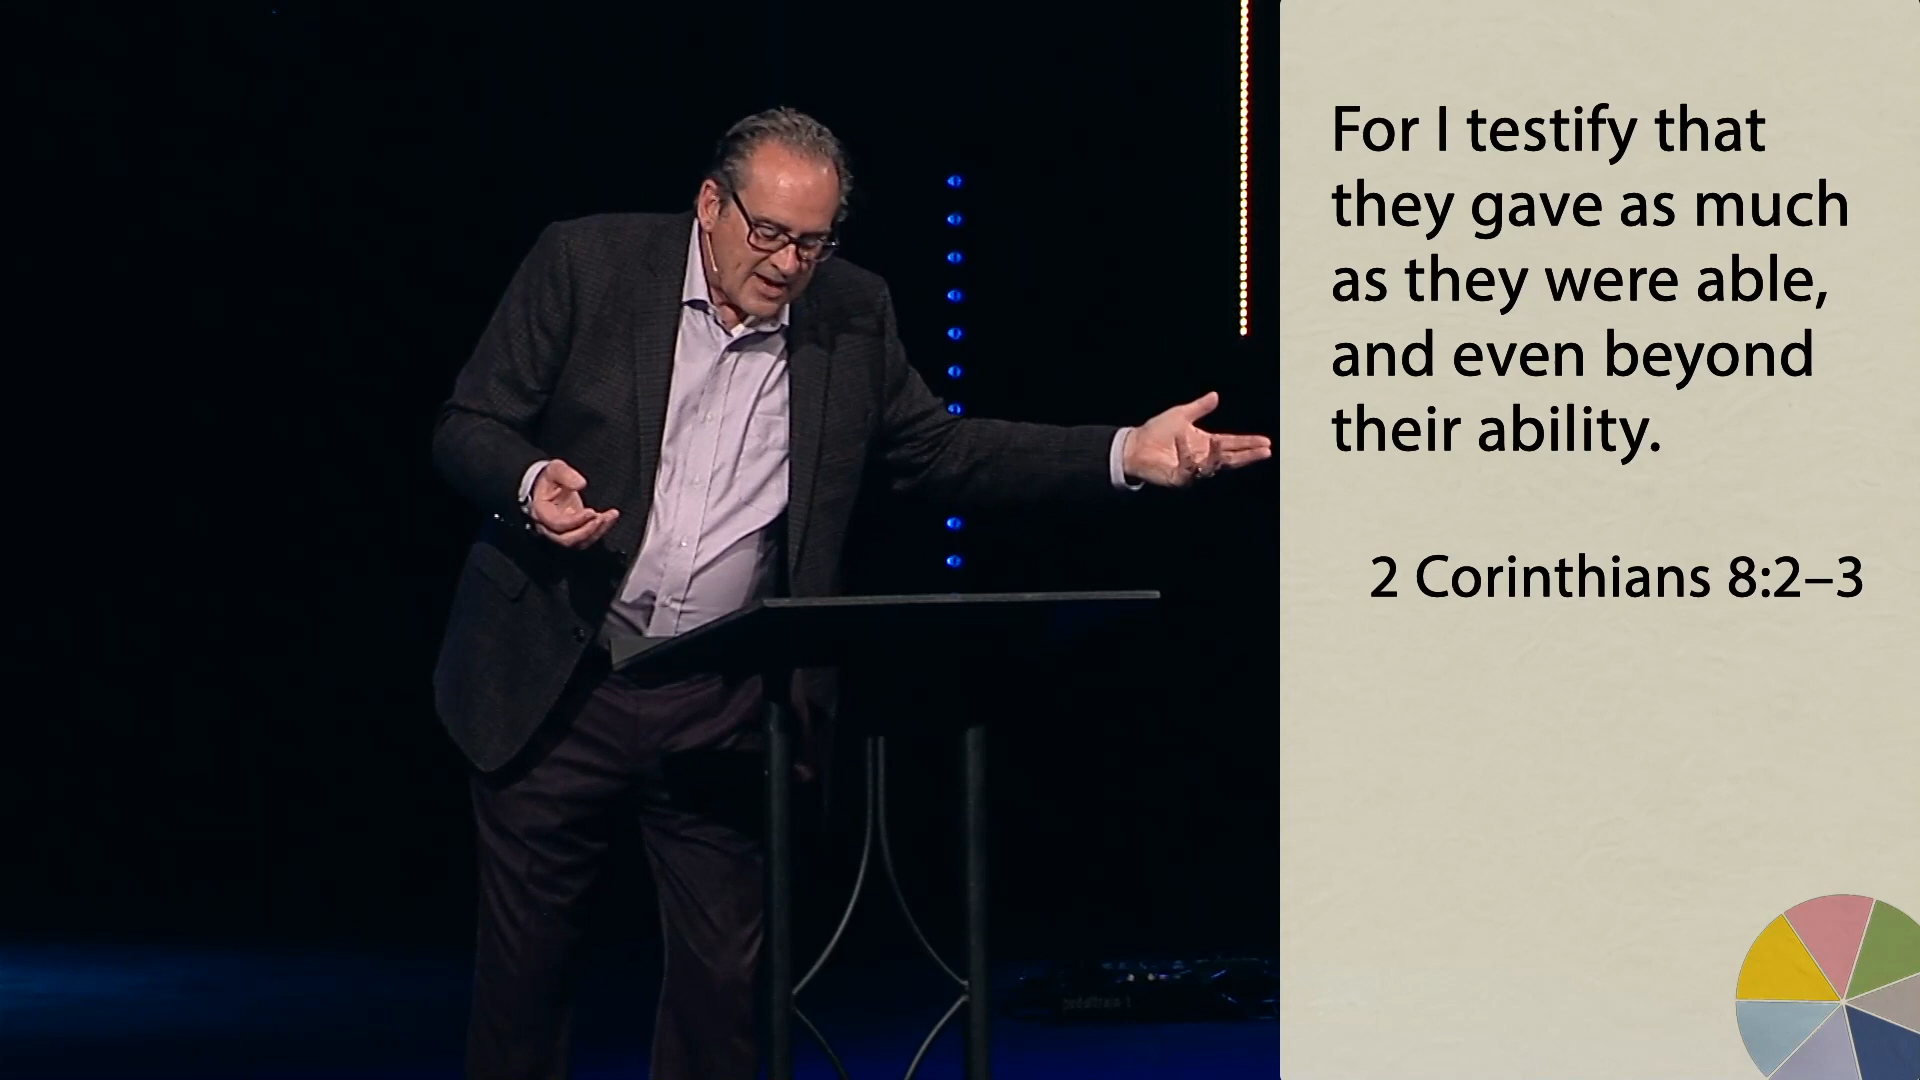 For I testify that
they gave as much
as they were able,
and even beyond
their ability.
2 Corinthians 8:2–3